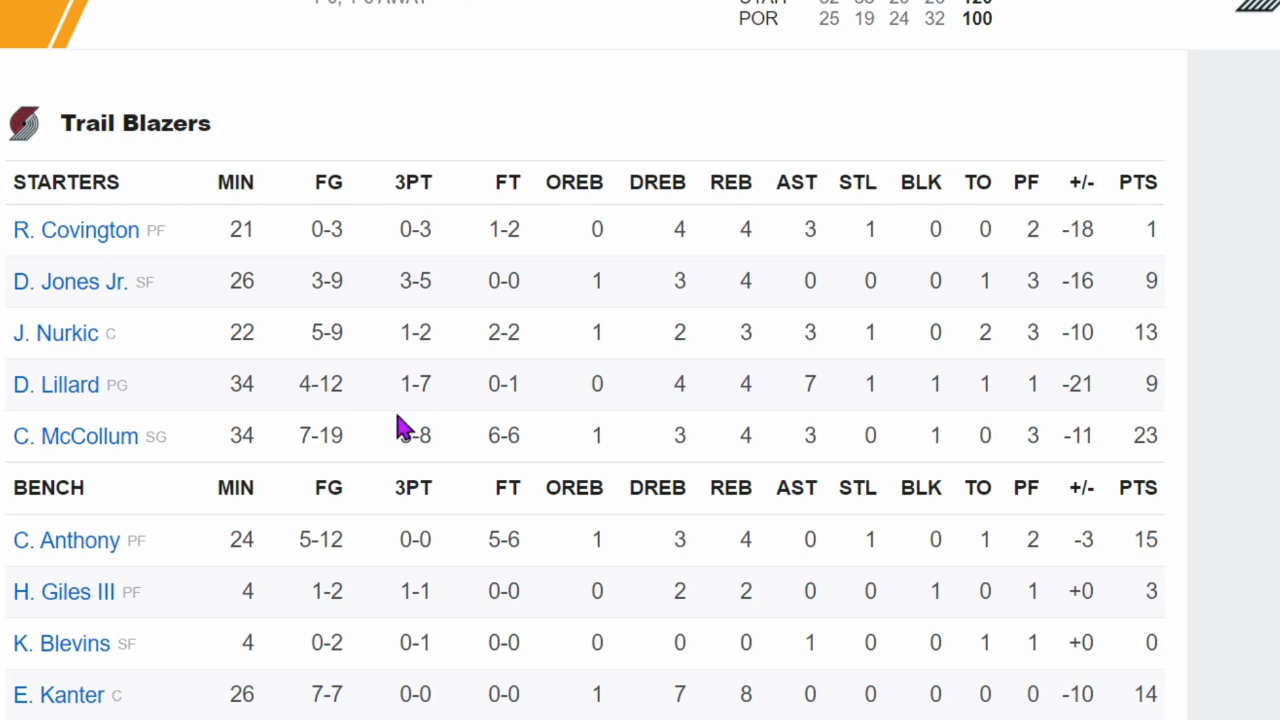 POR 25 19 24 32 100
Trail Blazers
STARTERS MIN FG 3PT FT OREB DREB REB AST STL BLK TO PF +/- PTS
R. Covington PF 21 0-3 0-3 1-2 0 4 4 3 1 0 0 2 -18 1
D. Jones Jr. SF 26 3-9 3-5 0-0 1 3 4 0 0 0 1 3 -16 9
J. Nurkic C 22 5-9 1-2 2-2 1 2 3 3 1 0 2 3 -10 13
D. Lillard PG 34 4-12 1-7 0-1 0 4 4 7 1 1 1 1 -21 9
C. McCollum SG 34 7-19 -8 6-6 1 3 4 3 0 1 0 3 -11 23
BENCH MIN FG 3PT FT OREB DREB REB AST STL BLK TO PF +/- PTS
C. Anthony PF 24 5-12 0-0 5-6 1 3 4 0 1 0 1 2 -3 15
H. Giles III PF 4 1-2 1-1 0-0 0 2 2 0 0 1 0 1 +0 3
K. Blevins SF 4 0-2 0-1 0-0 0 0 0 1 0 0 1 1 +0 0
E. Kanter C 26 7-7 0-0 0-0 1 7 8 0 0 0 0 0 -10 14